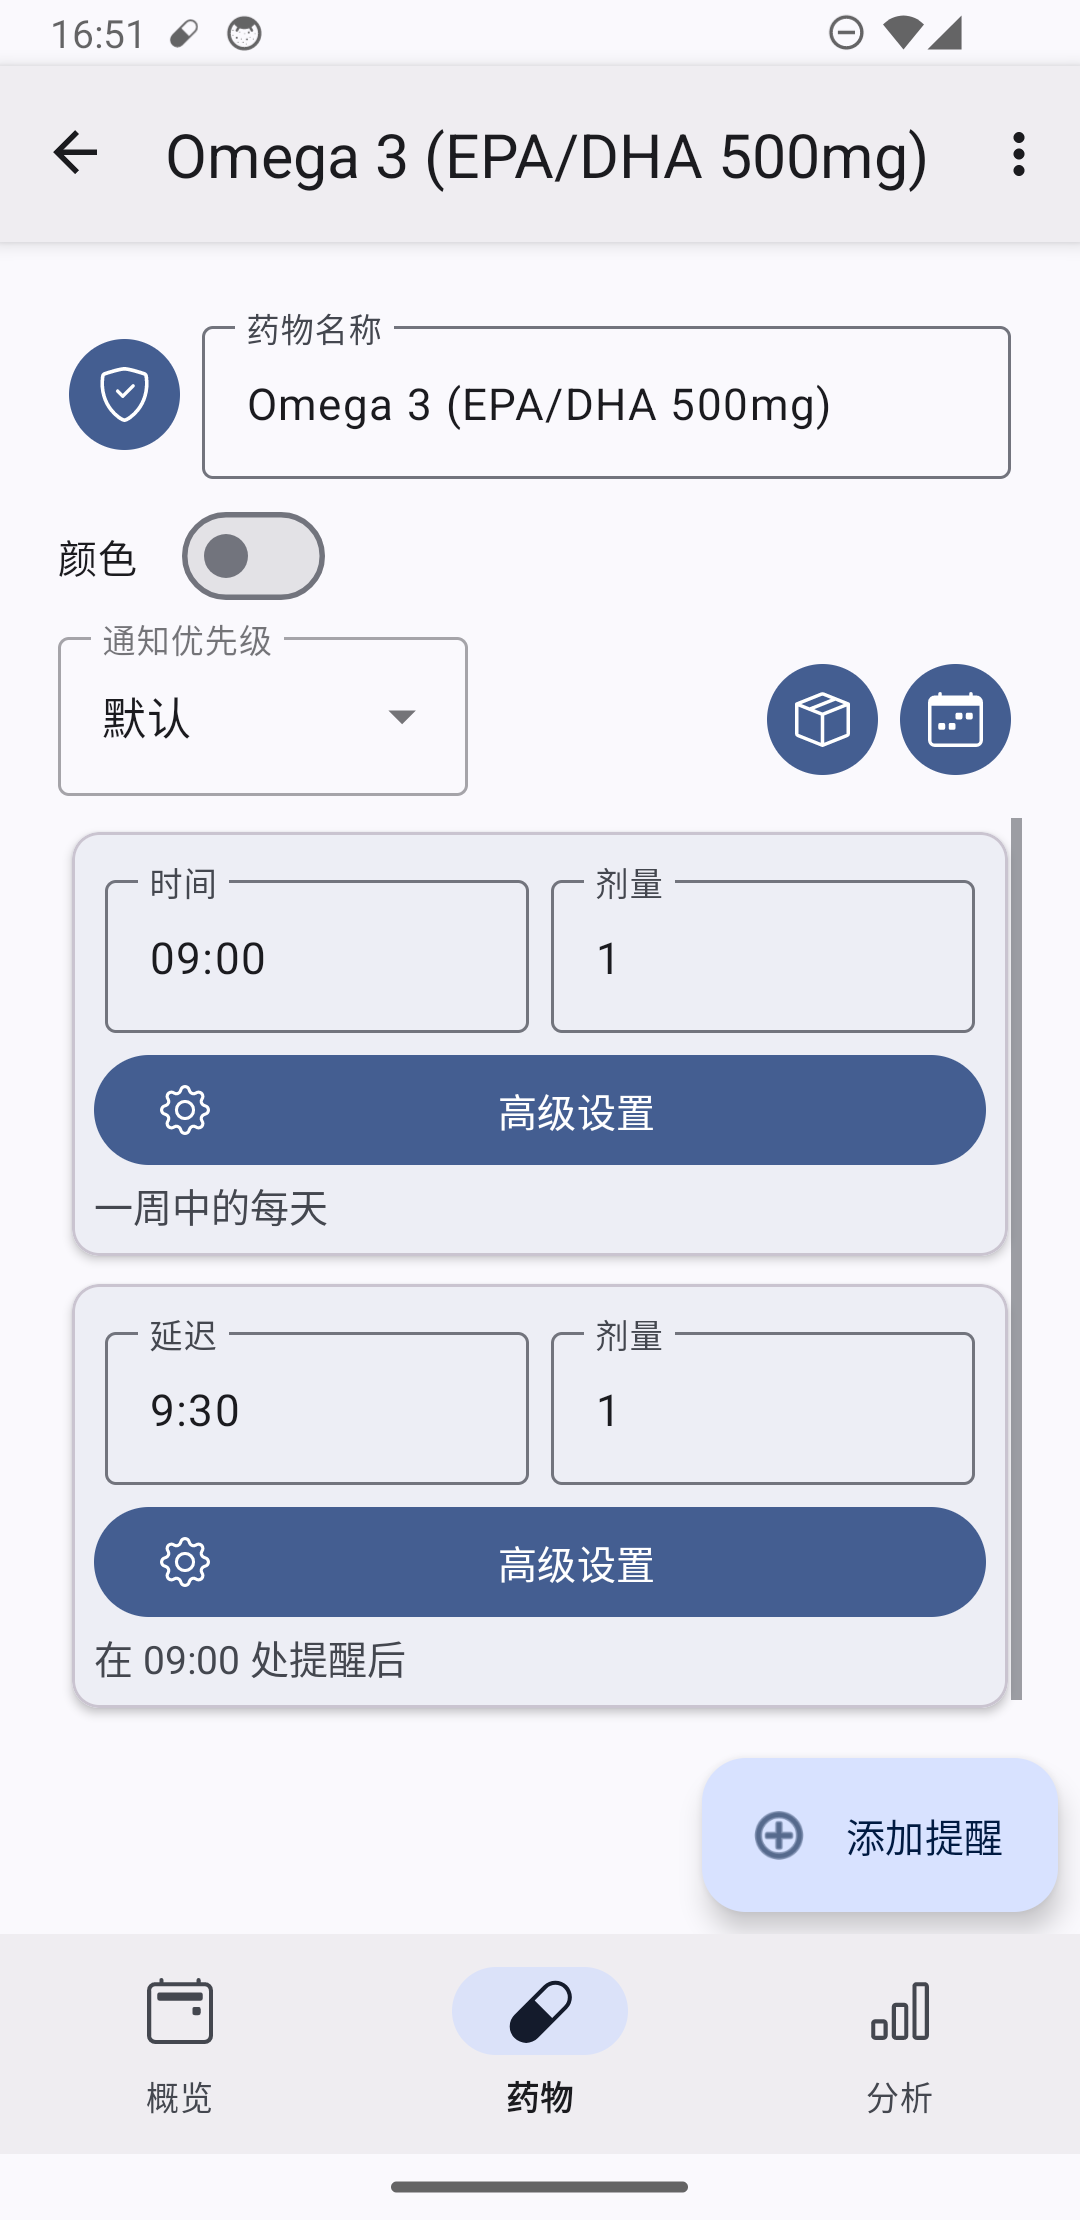 16:51
Omega 3 (EPA/DHA 500mg)
药物名称
Omega 3 (EPA/DHA 500mg)
颜色
通知优先级
默认
时间
09:00
剂量
1
高级设置
一周中的每天
延迟
9:30
剂量
1
高级设置
在 09:00 处提醒后
添加提醒
概览
药物
分析